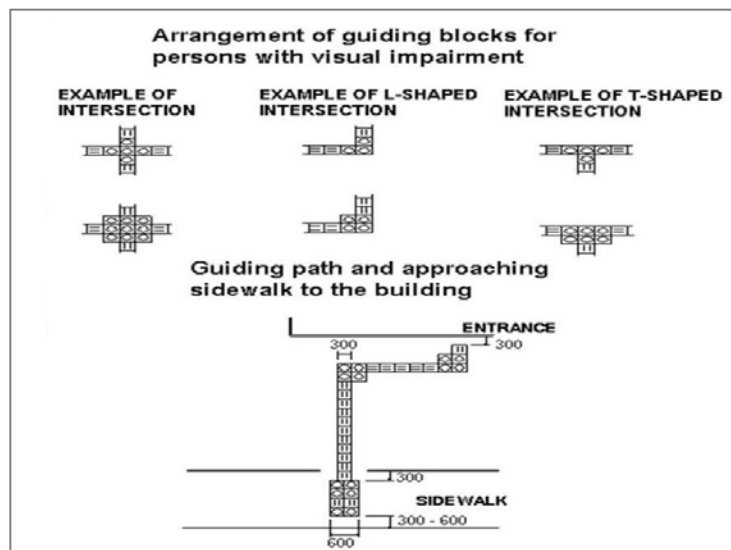 Arrangement of guiding blocks for
persons with visual impairment
EXAMPLE OF
INTERSECTION
EXAMPLE OF L-SHAPED
INTERSECTION
EXAMPLE OF T-SHAPED
INTERSECTION
Guiding path and approaching
sidewalk to the building
ENTRANCE
300
300
300
SIDEWALK
300 - 600
600